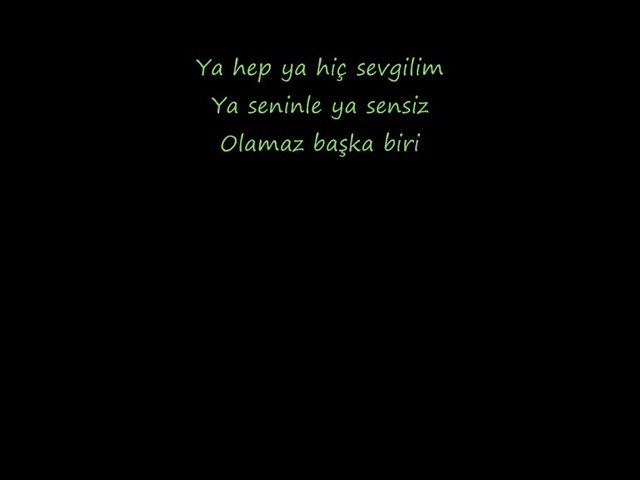 Ya hep ya hiç sevgilim
Ya seninle ya sensiz
Olamaz başka biri